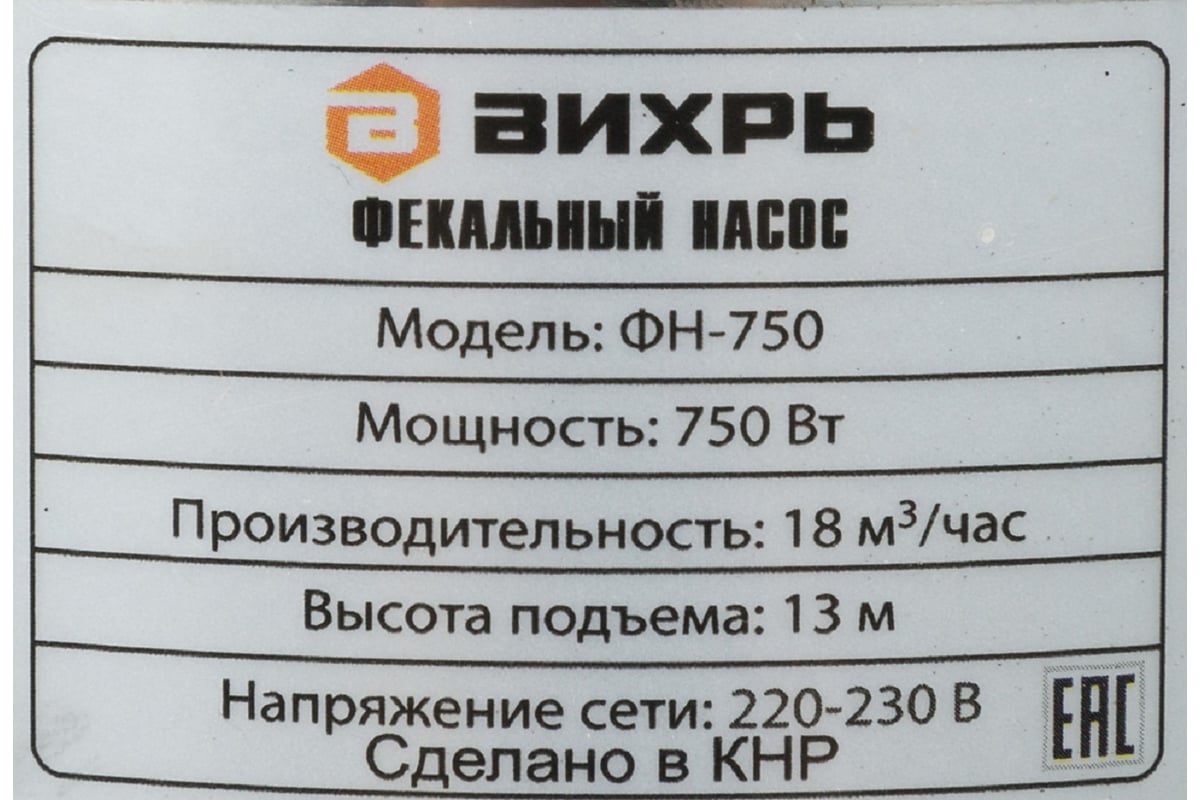 ВИХРЬ
ФЕКАЛЬНЫЙ НАСОС
Модель: ФН-750
Мощность: 750 Вт
Производительность: 18 м³/час
Высота подъема: 13 м
Напряжение сети: 220-230 В
Сделано в КНР
EAC